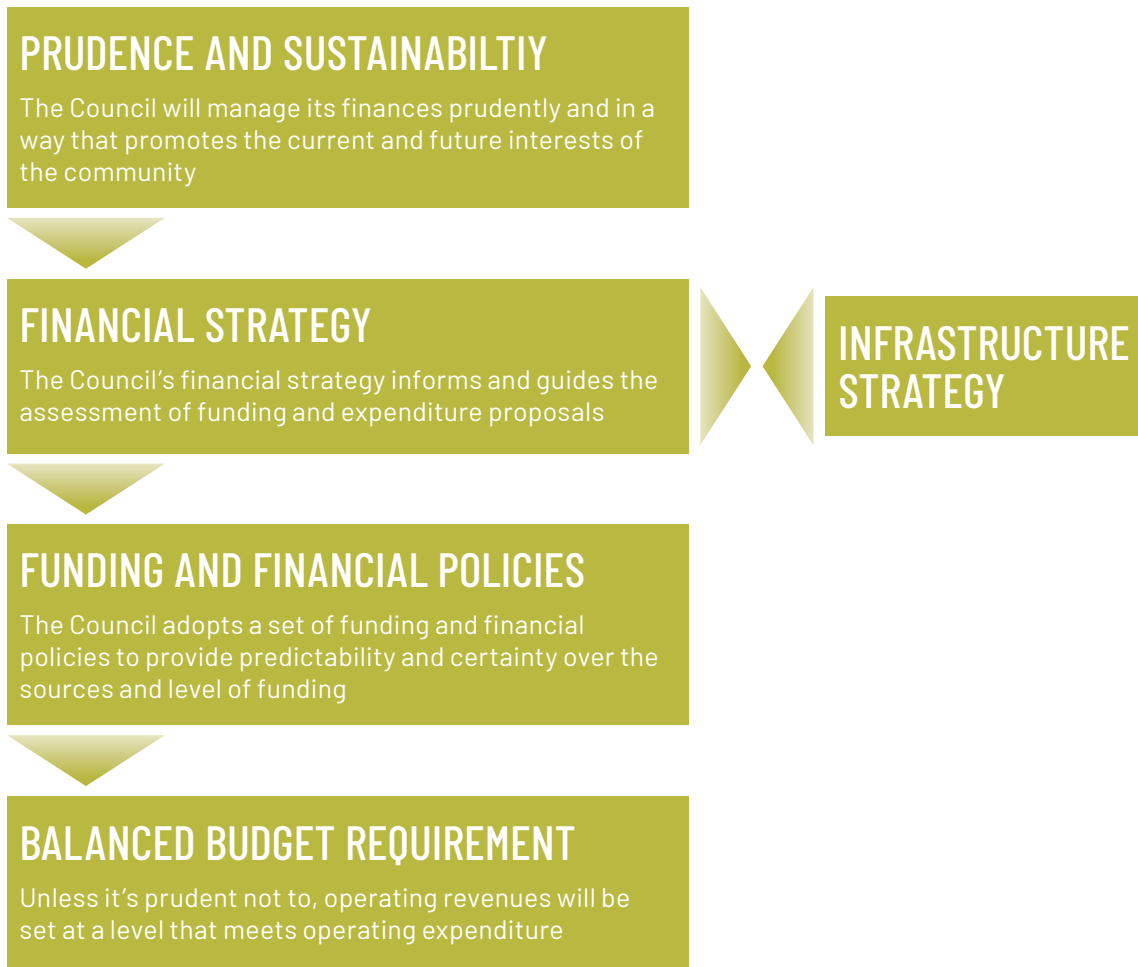 PRUDENCE AND SUSTAINABILTIY
The Council will manage its finances prudently and in a
way that promotes the current and future interests of
the community
FINANCIAL STRATEGY
The Council’s financial strategy informs and guides the
assessment of funding and expenditure proposals
INFRASTRUCTURE
STRATEGY
FUNDING AND FINANCIAL POLICIES
The Council adopts a set of funding and financial
policies to provide predictability and certainty over the
sources and level of funding
BALANCED BUDGET REQUIREMENT
Unless it’s prudent not to, operating revenues will be
set at a level that meets operating expenditure